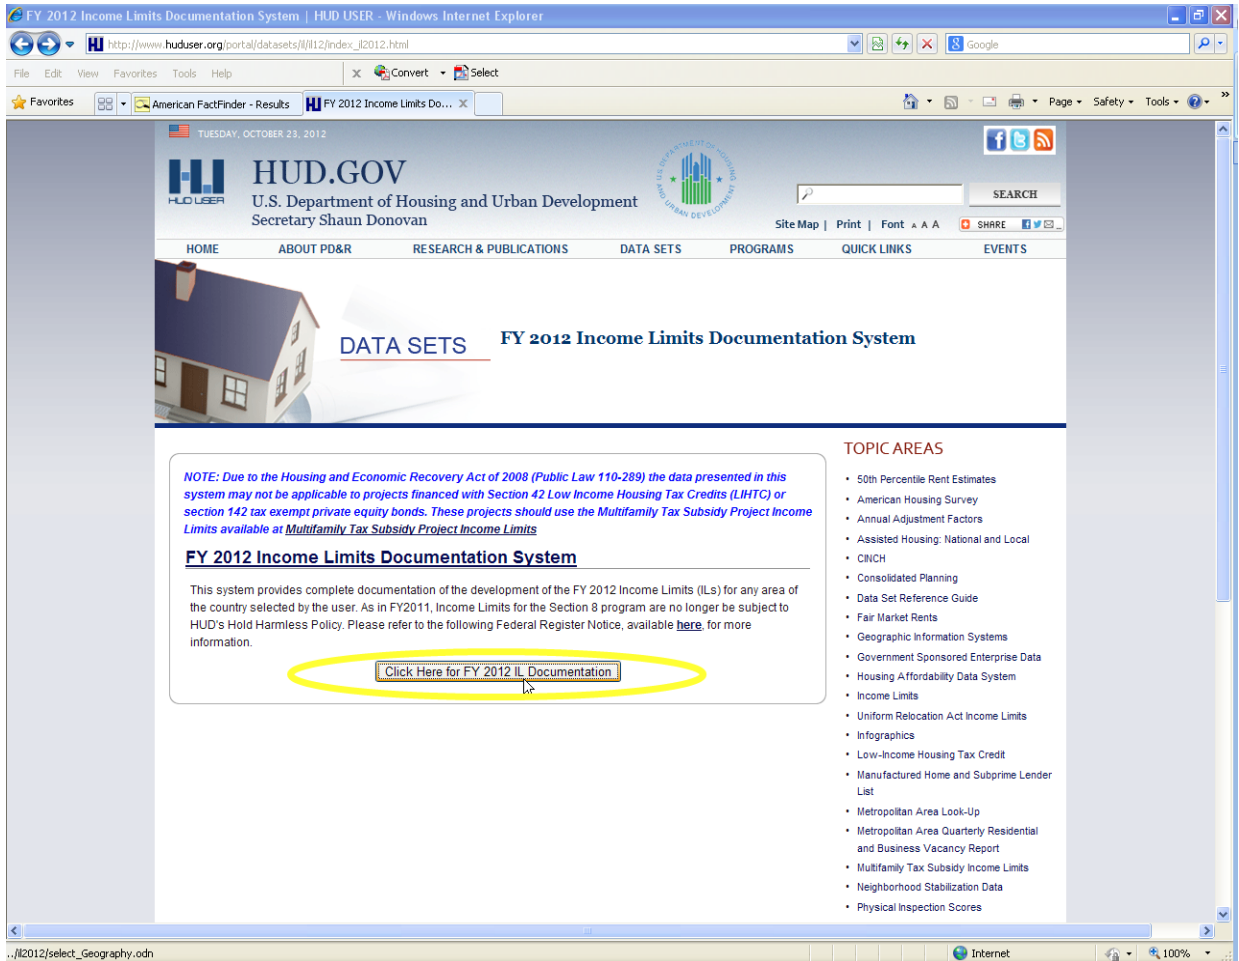 FY 2012 Income Limits Documentation System | HUD USER - Windows Internet Explorer
http://www.huduser.org/portal/datasets/il/il12/index_il2012.html
Google
File Edit View Favorites Tools Help
x Convert Select
Favorites
American FactFinder - Results
FY 2012 Income Limits Do... X
Page Safety Tools
TUESDAY, OCTOBER 23, 2012
HUD USER
HUD.GOV
U.S. Department of Housing and Urban Development
Secretary Shaun Donovan
U.S. DEPARTMENT OF HOUSING AND URBAN DEVELOPMENT
SEARCH
Site Map | Print | Font A A A
SHARE
HOME ABOUT PD&R RESEARCH & PUBLICATIONS DATA SETS PROGRAMS QUICK LINKS EVENTS
DATA SETS
FY 2012 Income Limits Documentation System
NOTE: Due to the Housing and Economic Recovery Act of 2008 (Public Law 110-289) the data presented in this
system may not be applicable to projects financed with Section 42 Low Income Housing Tax Credits (LIHTC) or
section 142 tax exempt private equity bonds. These projects should use the Multifamily Tax Subsidy Project Income
Limits available at Multifamily Tax Subsidy Project Income Limits
FY 2012 Income Limits Documentation System
This system provides complete documentation of the development of the FY 2012 Income Limits (ILs) for any area of
the country selected by the user. As in FY2011, Income Limits for the Section 8 program are no longer be subject to
HUD's Hold Harmless Policy. Please refer to the following Federal Register Notice, available here, for more
information.
Click Here for FY 2012 IL Documentation
TOPIC AREAS
• 50th Percentile Rent Estimates
• American Housing Survey
• Annual Adjustment Factors
• Assisted Housing: National and Local
• CINCH
• Consolidated Planning
• Data Set Reference Guide
• Fair Market Rents
• Geographic Information Systems
• Government Sponsored Enterprise Data
• Housing Affordability Data System
• Income Limits
• Uniform Relocation Act Income Limits
• Infographics
• Low-Income Housing Tax Credit
• Manufactured Home and Subprime Lender
List
• Metropolitan Area Look-Up
• Metropolitan Area Quarterly Residential
and Business Vacancy Report
• Multifamily Tax Subsidy Income Limits
• Neighborhood Stabilization Data
• Physical Inspection Scores
../il2012/select_Geography.odn
Internet
100%